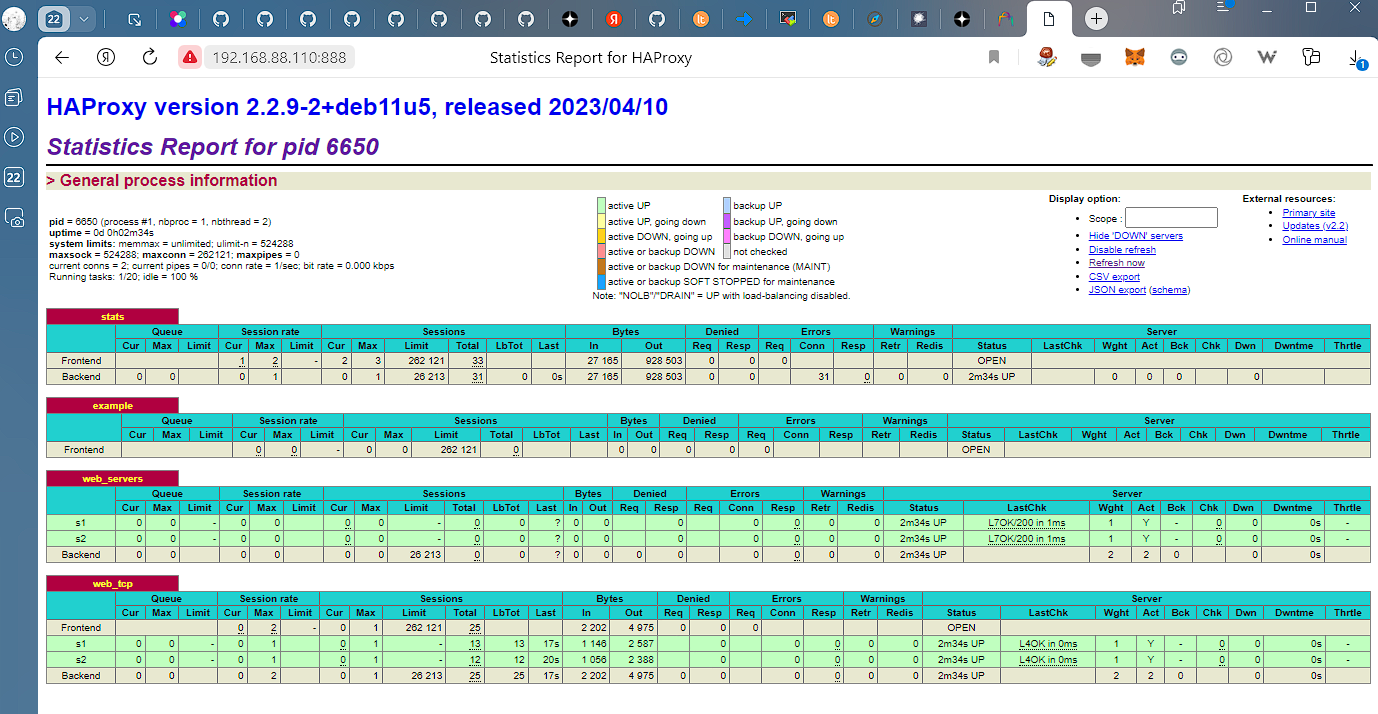 22
192.168.88.110:888
Statistics Report for HAProxy
1
22
HAProxy version 2.2.9-2+deb11u5, released 2023/04/10
Statistics Report for pid 6650
> General process information
pid = 6650 (process #1, nbproc = 1, nbthread = 2)
uptime = 0d 0h02m34s
system limits: memmax = unlimited; ulimit-n = 524288
maxsock = 524288; maxconn = 262121; maxpipes = 0
current conns = 2; current pipes = 0/0; conn rate = 1/sec; bit rate = 0.000 kbps
Running tasks: 1/20; idle = 100 %
active UP backup UP
active UP, going down backup UP, going down
active DOWN, going up backup DOWN, going up
active or backup DOWN not checked
active or backup DOWN for maintenance (MAINT)
active or backup SOFT STOPPED for maintenance
Note: "NOLB"/"DRAIN" = UP with load-balancing disabled.
Display option:
Scope :
Hide 'DOWN' servers
Disable refresh
Refresh now
CSV export
JSON export (schema)
External resources:
Primary site
Updates (v2.2)
Online manual
stats
Queue Session rate Sessions Bytes Denied Errors Warnings Server
Cur Max Limit Cur Max Limit Cur Max Limit Total LbTot Last In Out Req Resp Req Conn Resp Retr Redis Status LastChk Wght Act Bck Chk Dwn Dwntme Thrtle
Frontend 1 2 - 2 3 262 121 33 27 165 928 503 0 0 0 OPEN
Backend 0 0 0 1 0 1 26 213 31 0 0s 27 165 928 503 0 0 31 0 0 0 2m34s UP 0 0 0 0
example
Queue Session rate Sessions Bytes Denied Errors Warnings Server
Cur Max Limit Cur Max Limit Cur Max Limit Total LbTot Last In Out Req Resp Req Conn Resp Retr Redis Status LastChk Wght Act Bck Chk Dwn Dwntme Thrtle
Frontend 0 0 - 0 0 262 121 0 0 0 0 0 0 OPEN
web_servers
Queue Session rate Sessions Bytes Denied Errors Warnings Server
Cur Max Limit Cur Max Limit Cur Max Limit Total LbTot Last In Out Req Resp Req Conn Resp Retr Redis Status LastChk Wght Act Bck Chk Dwn Dwntme Thrtle
s1 0 0 - 0 0 0 0 - 0 0 ? 0 0 0 0 0 0 0 2m34s UP L7OK/200 in 1ms 1 Y - 0 0 0s -
s2 0 0 - 0 0 0 0 - 0 0 ? 0 0 0 0 0 0 0 2m34s UP L7OK/200 in 1ms 1 Y - 0 0 0s -
Backend 0 0 0 0 0 0 26 213 0 0 ? 0 0 0 0 0 0 0 0 2m34s UP 2 2 0 0 0s
web_tcp
Queue Session rate Sessions Bytes Denied Errors Warnings Server
Cur Max Limit Cur Max Limit Cur Max Limit Total LbTot Last In Out Req Resp Req Conn Resp Retr Redis Status LastChk Wght Act Bck Chk Dwn Dwntme Thrtle
Frontend 0 2 - 0 1 262 121 25 2 202 4 975 0 0 0 OPEN
s1 0 0 - 0 1 0 1 - 13 13 17s 1 146 2 587 0 0 0 0 0 2m34s UP L4OK in 0ms 1 Y - 0 0 0s -
s2 0 0 - 0 1 0 1 - 12 12 20s 1 056 2 388 0 0 0 0 0 2m34s UP L4OK in 0ms 1 Y - 0 0 0s -
Backend 0 0 0 2 0 1 26 213 25 25 17s 2 202 4 975 0 0 0 0 0 0 2m34s UP 2 2 0 0 0s